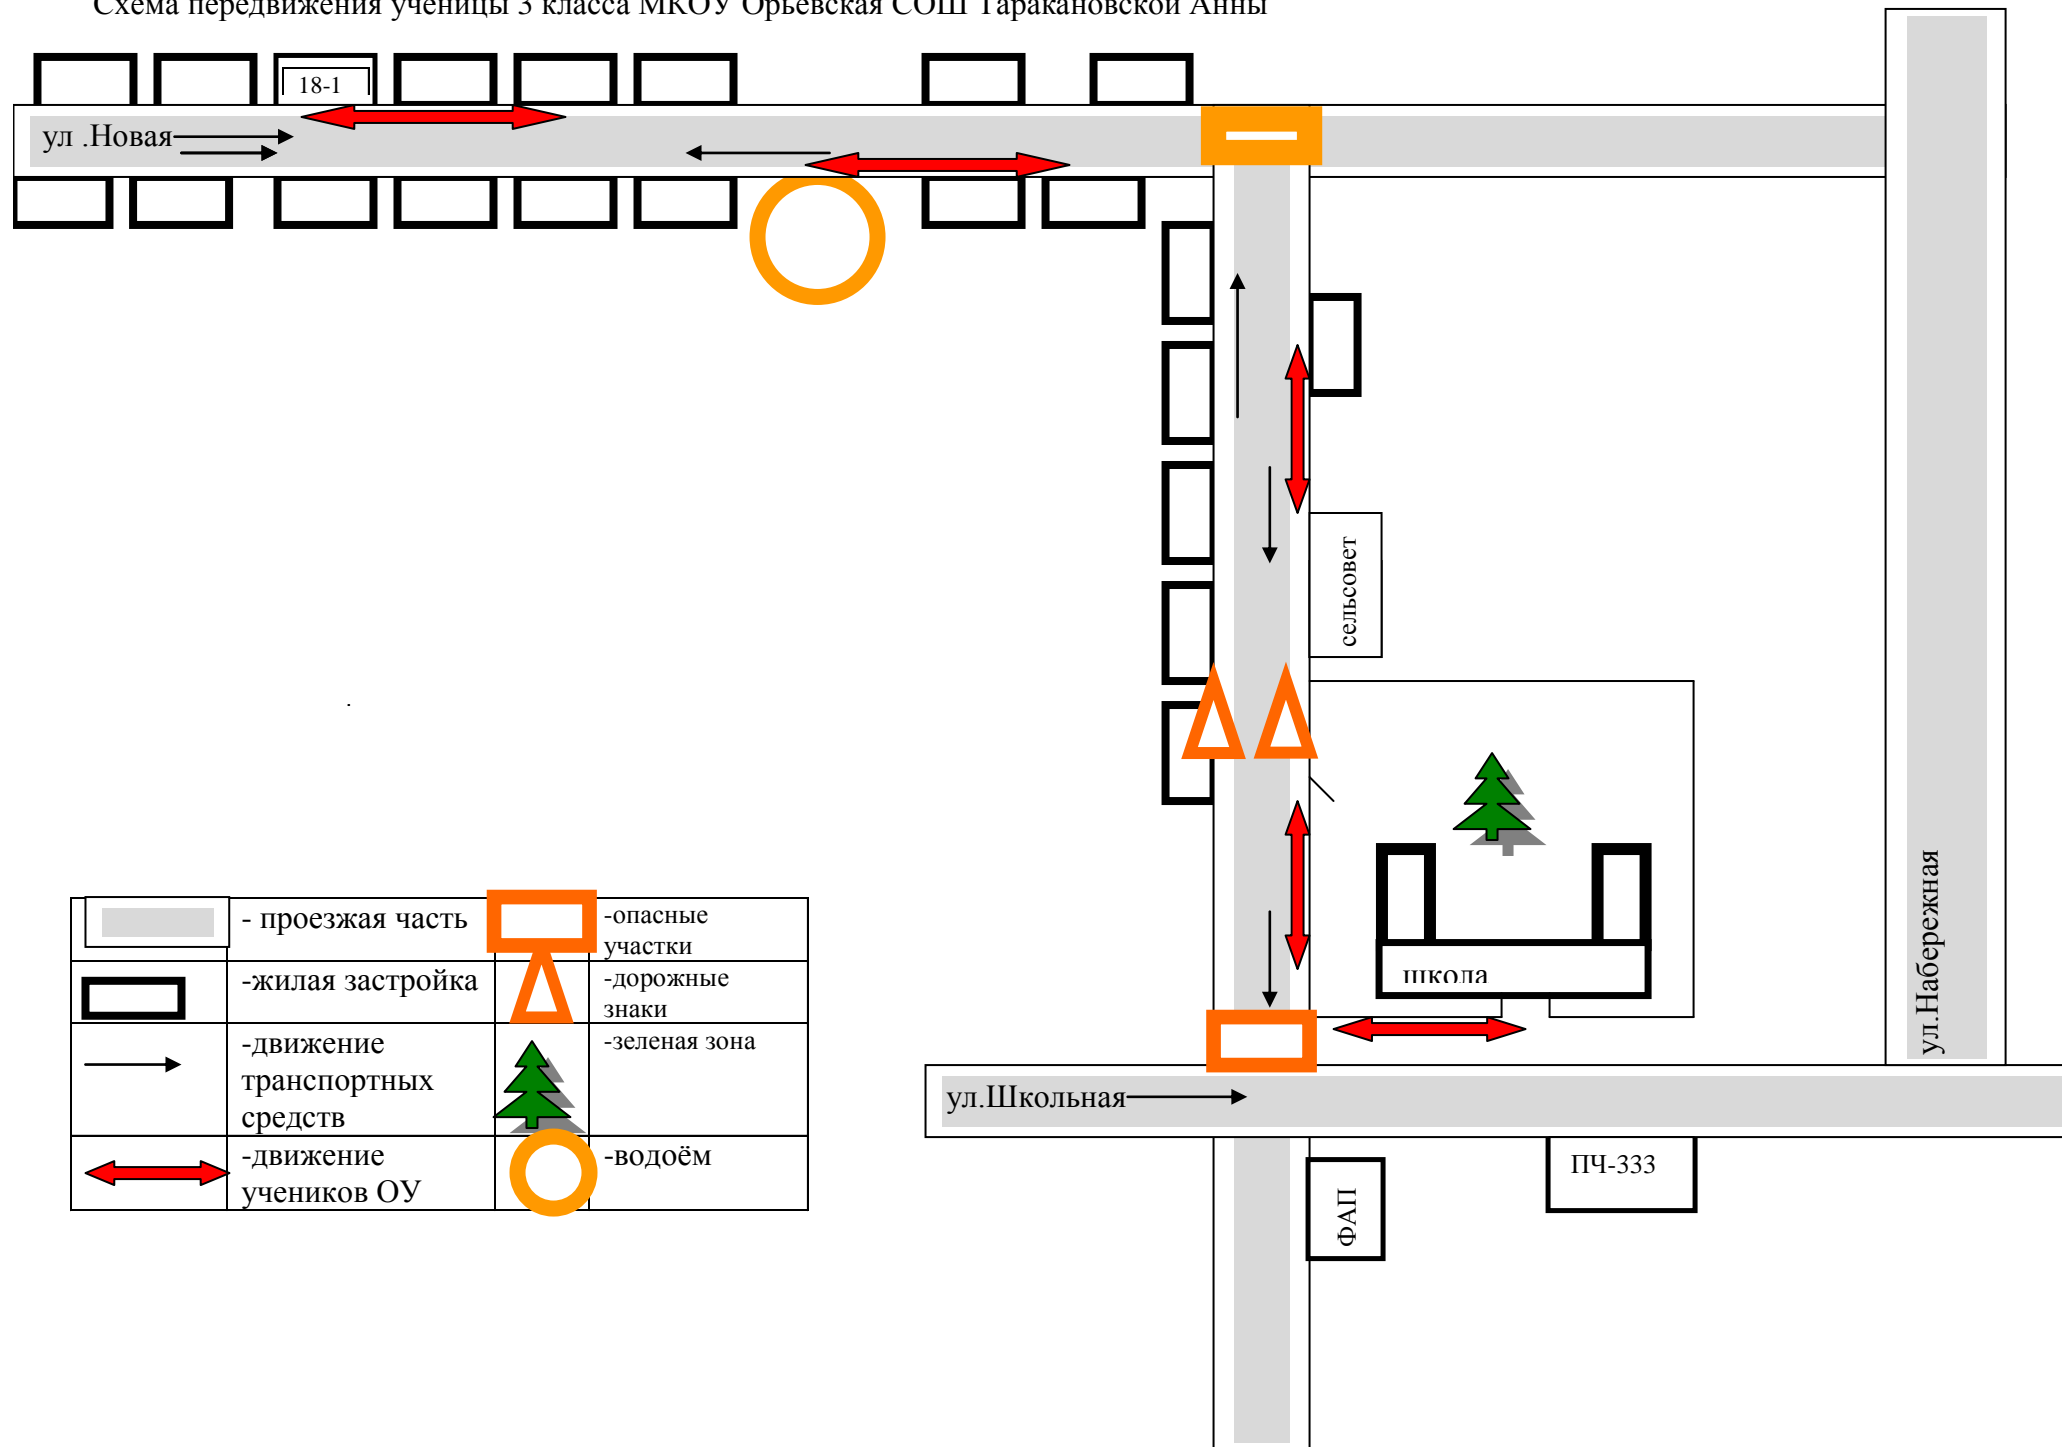 Схема передвижения ученицы 3 класса МКОУ Орьевская СОШ Таракановской Анны
18-1
ул .Новая
сельсовет
школа
ул.Набережная
- проезжая часть
-опасные
участки
-жилая застройка
-дорожные
знаки
-движение
транспортных
средств
-зеленая зона
-движение
учеников ОУ
-водоём
ул.Школьная
ФАП
ПЧ-333